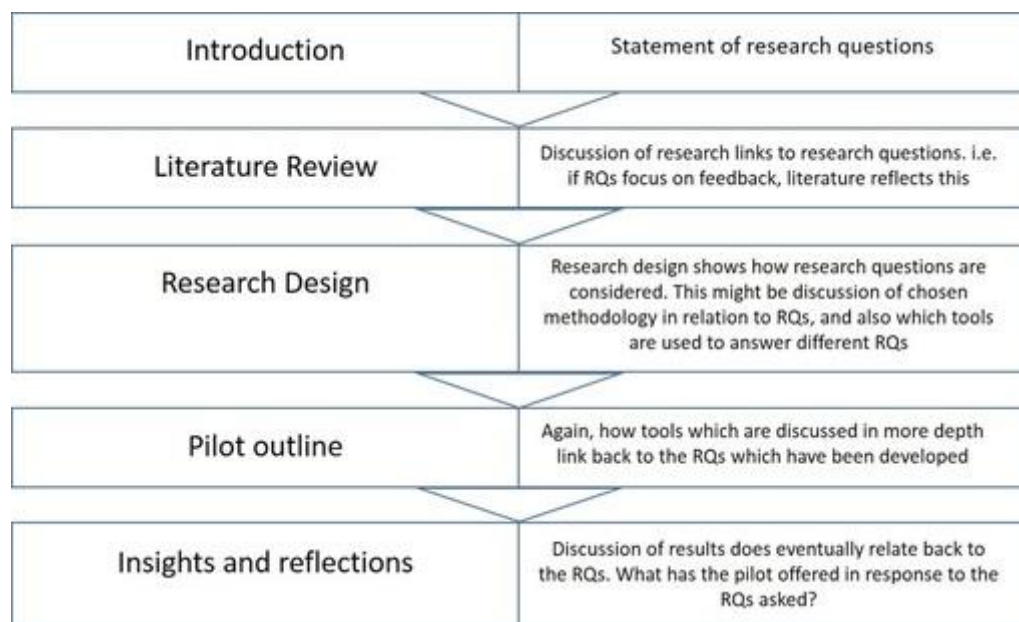 Introduction
Statement of research questions
Literature Review
Discussion of research links to research questions. i.e.
if RQs focus on feedback, literature reflects this
Research Design
Research design shows how research questions are
considered. This might be discussion of chosen
methodology in relation to RQs, and also which tools
are used to answer different RQs
Pilot outline
Again, how tools which are discussed in more depth
link back to the RQs which have been developed
Insights and reflections
Discussion of results does eventually relate back to
the RQs. What has the pilot offered in response to the
RQs asked?